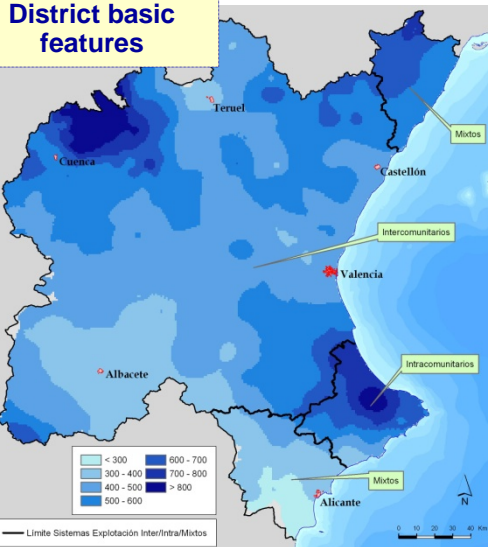 District basic
features
Teruel
Mixtos
Cuenca
Castellón
Intercomunitarios
Valencia
Intracomunitarios
Albacete
< 300
600 - 700
300 - 400
700 - 800
400 - 500
> 800
500 - 600
Mixtos
Alicante
N
Límite Sistemas Explotación Inter/Intra/Mixtos
0 10 20 30 40 Km